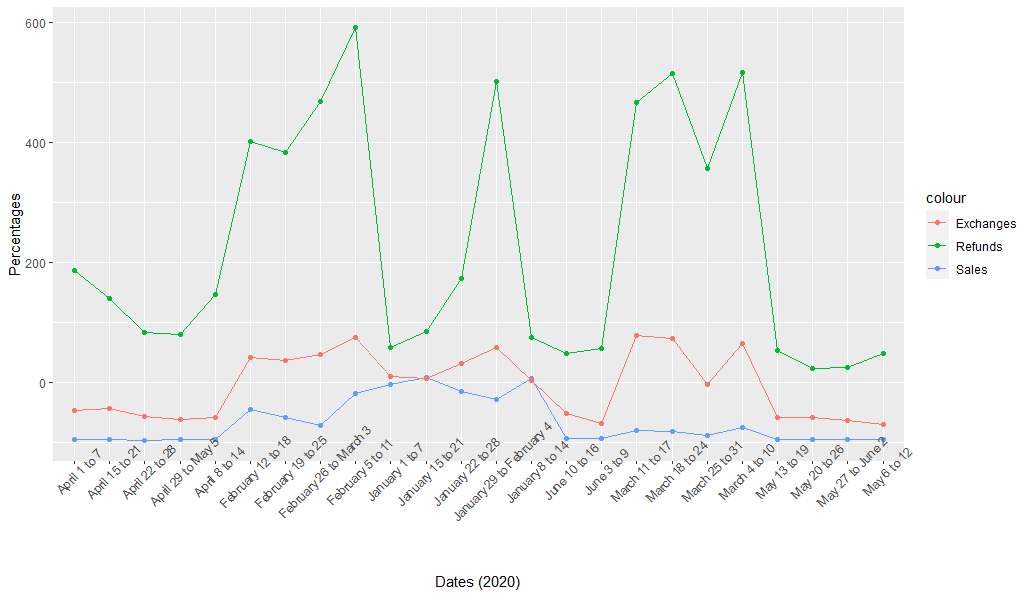 600
400
200
0
Percentages
April 1 to 7
April 15 to 21
April 22 to 28
April 29 to May 5
April 8 to 14
February 12 to 18
February 19 to 25
February 26 to March 3
February 5 to 11
January 1 to 7
January 15 to 21
January 22 to 28
January 29 to February 4
January 8 to 14
June 10 to 16
June 3 to 9
March 11 to 17
March 18 to 24
March 25 to 31
March 4 to 10
May 13 to 19
May 20 to 26
May 27 to June 2
May 6 to 12
Dates (2020)
colour
Exchanges
Refunds
Sales